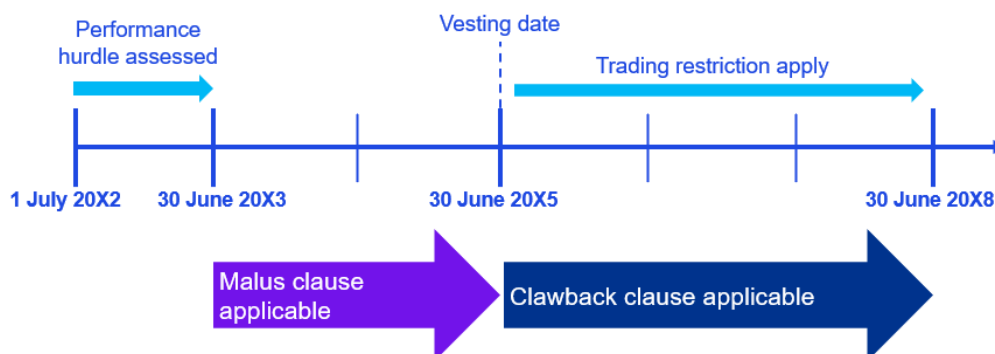 Performance
hurdle assessed
Vesting date
Trading restriction apply
1 July 20X2
30 June 20X3
30 June 20X5
30 June 20X8
Malus clause
applicable
Clawback clause applicable